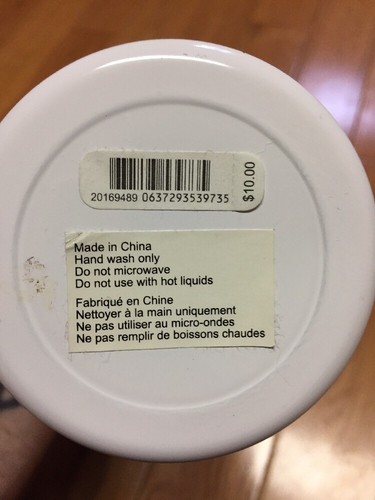 20169489 0637293539735
$10.00
Made in China
Hand wash only
Do not microwave
Do not use with hot liquids
Fabriqué en Chine
Nettoyer à la main uniquement
Ne pas utiliser au micro-ondes
Ne pas remplir de boissons chaudes